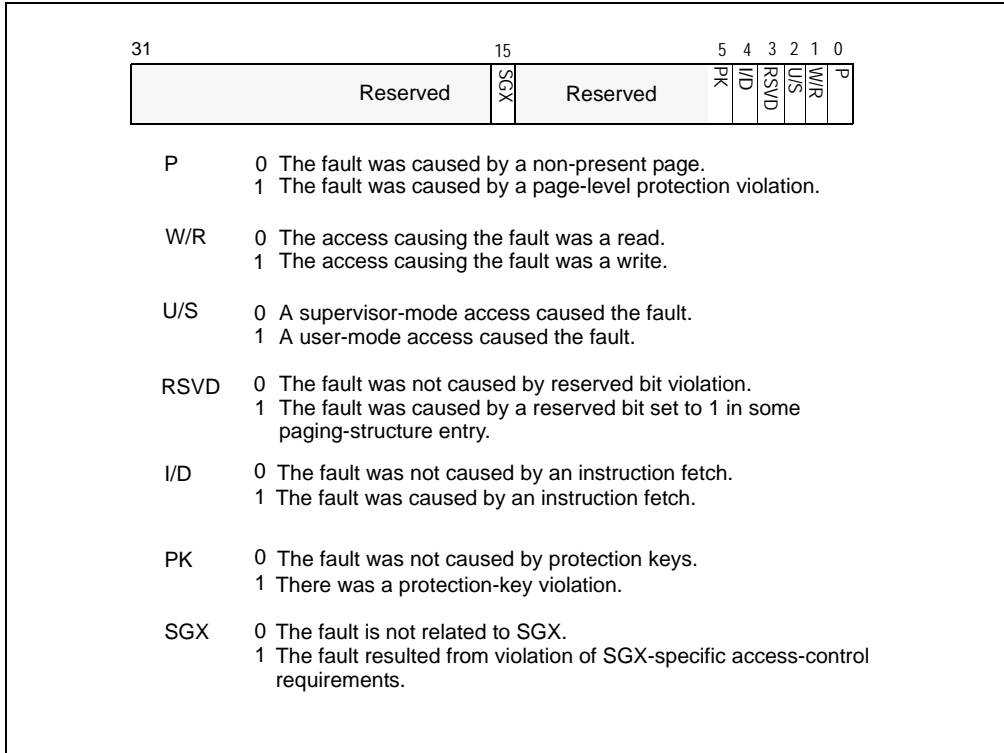 31 15 5 4 3 2 1 0
Reserved SGX Reserved PK I/D RSVD U/S W/R P
P 0 The fault was caused by a non-present page.
1 The fault was caused by a page-level protection violation.
W/R 0 The access causing the fault was a read.
1 The access causing the fault was a write.
U/S 0 A supervisor-mode access caused the fault.
1 A user-mode access caused the fault.
RSVD 0 The fault was not caused by reserved bit violation.
1 The fault was caused by a reserved bit set to 1 in some
paging-structure entry.
I/D 0 The fault was not caused by an instruction fetch.
1 The fault was caused by an instruction fetch.
PK 0 The fault was not caused by protection keys.
1 There was a protection-key violation.
SGX 0 The fault is not related to SGX.
1 The fault resulted from violation of SGX-specific access-control
requirements.